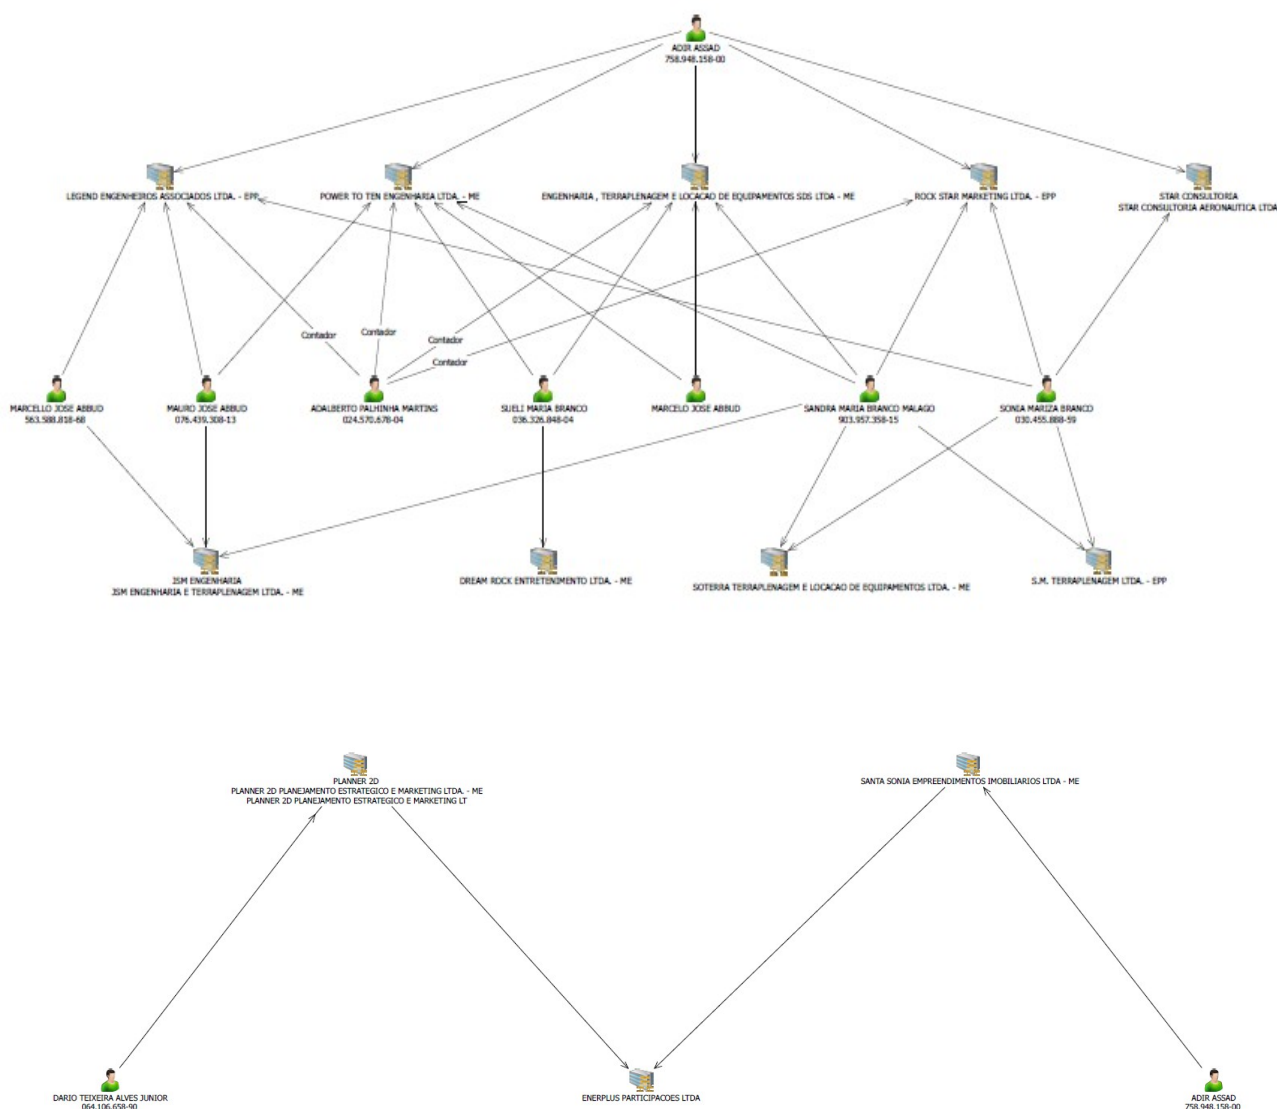 ADIR ASSAD
758.948.158-00
LEGEND ENGENHEIROS ASSOCIADOS LTDA. - EPP
POWER TO TEN ENGENHARIA LTDA. - ME
ENGENHARIA , TERRAPLENAGEM E LOCACAO DE EQUIPAMENTOS SDS LTDA - ME
ROCK STAR MARKETING LTDA. - EPP
STAR CONSULTORIA
STAR CONSULTORIA AERONAUTICA LTDA
Contador
Contador
Contador
Contador
MARCELLO JOSE ABBUD
563.588.818-68
MAURO JOSE ABBUD
076.439.308-13
ADALBERTO PALHINHA MARTINS
024.570.678-04
SUELI MARIA BRANCO
036.326.848-04
MARCELO JOSE ABBUD
SANDRA MARIA BRANCO MALAGO
903.957.358-15
SONIA MARIZA BRANCO
030.455.888-59
JSM ENGENHARIA
JSM ENGENHARIA E TERRAPLENAGEM LTDA. - ME
DREAM ROCK ENTRETENIMENTO LTDA. - ME
SOTERRA TERRAPLENAGEM E LOCACAO DE EQUIPAMENTOS LTDA. - ME
S.M. TERRAPLENAGEM LTDA. - EPP
PLANNER 2D
PLANNER 2D PLANEJAMENTO ESTRATEGICO E MARKETING LTDA. - ME
PLANNER 2D PLANEJAMENTO ESTRATEGICO E MARKETING LT
SANTA SONIA EMPREENDIMENTOS IMOBILIARIOS LTDA - ME
DARIO TEIXEIRA ALVES JUNIOR
064.106.658-90
ENERPLUS PARTICIPACOES LTDA
ADIR ASSAD
758.948.158-00